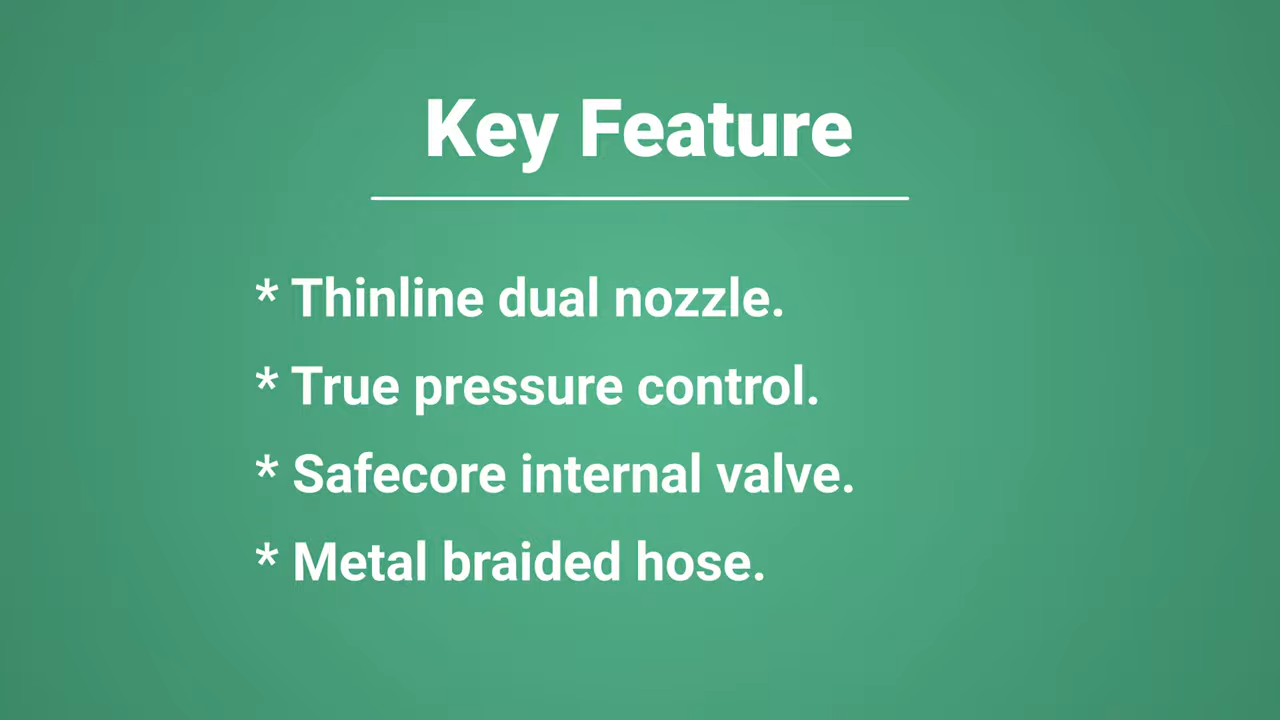 Key Feature
* Thinline dual nozzle.
* True pressure control.
* Safecore internal valve.
* Metal braided hose.